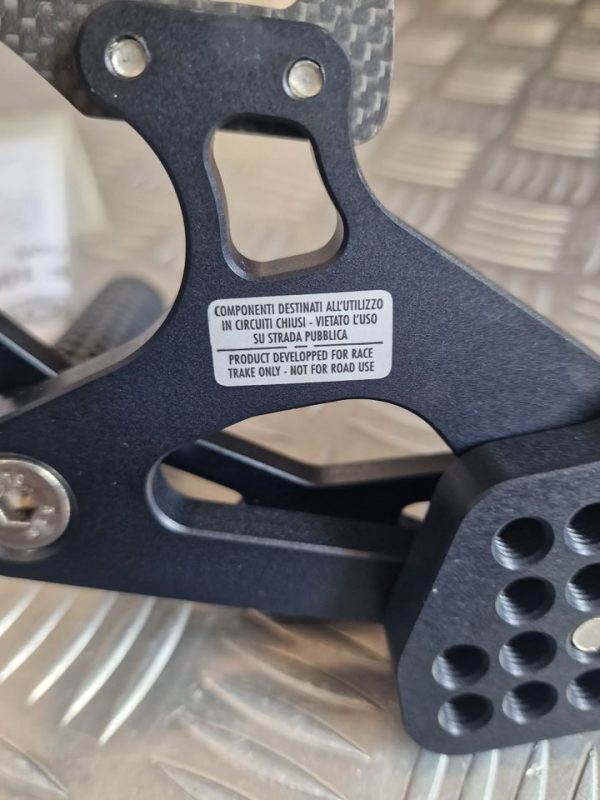 COMPONENTI DESTINATI ALL'UTILIZZO
IN CIRCUITI CHIUSI - VIETATO L'USO
SU STRADA PUBBLICA
PRODUCT DEVELOPPED FOR RACE
TRAKE ONLY - NOT FOR ROAD USE